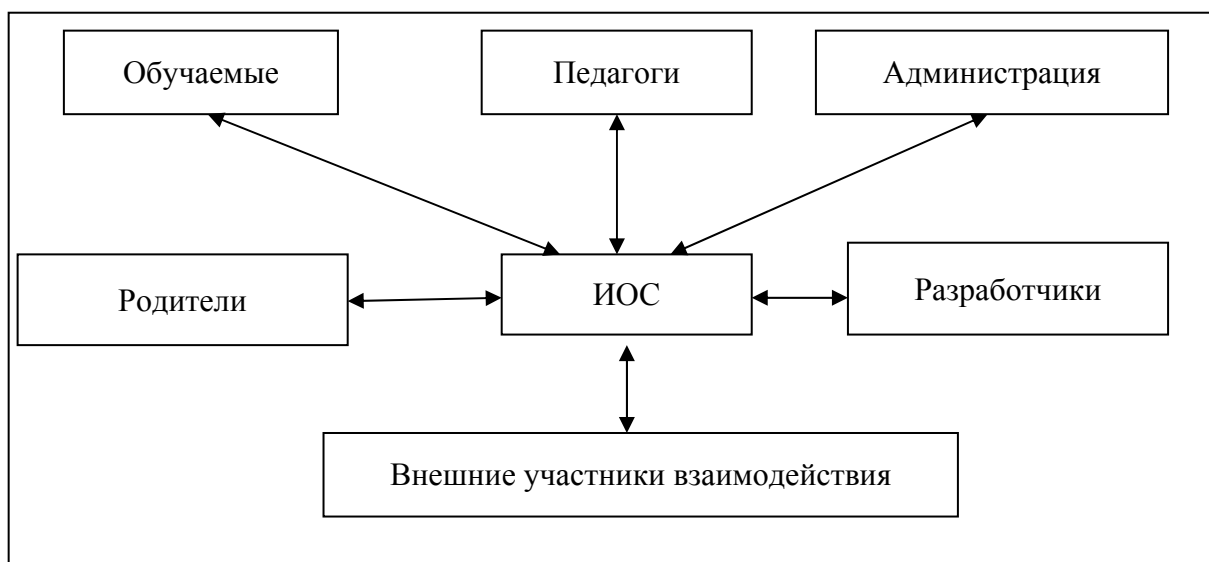 Обучаемые
Педагоги
Администрация
Родители
ИОС
Разработчики
Внешние участники взаимодействия